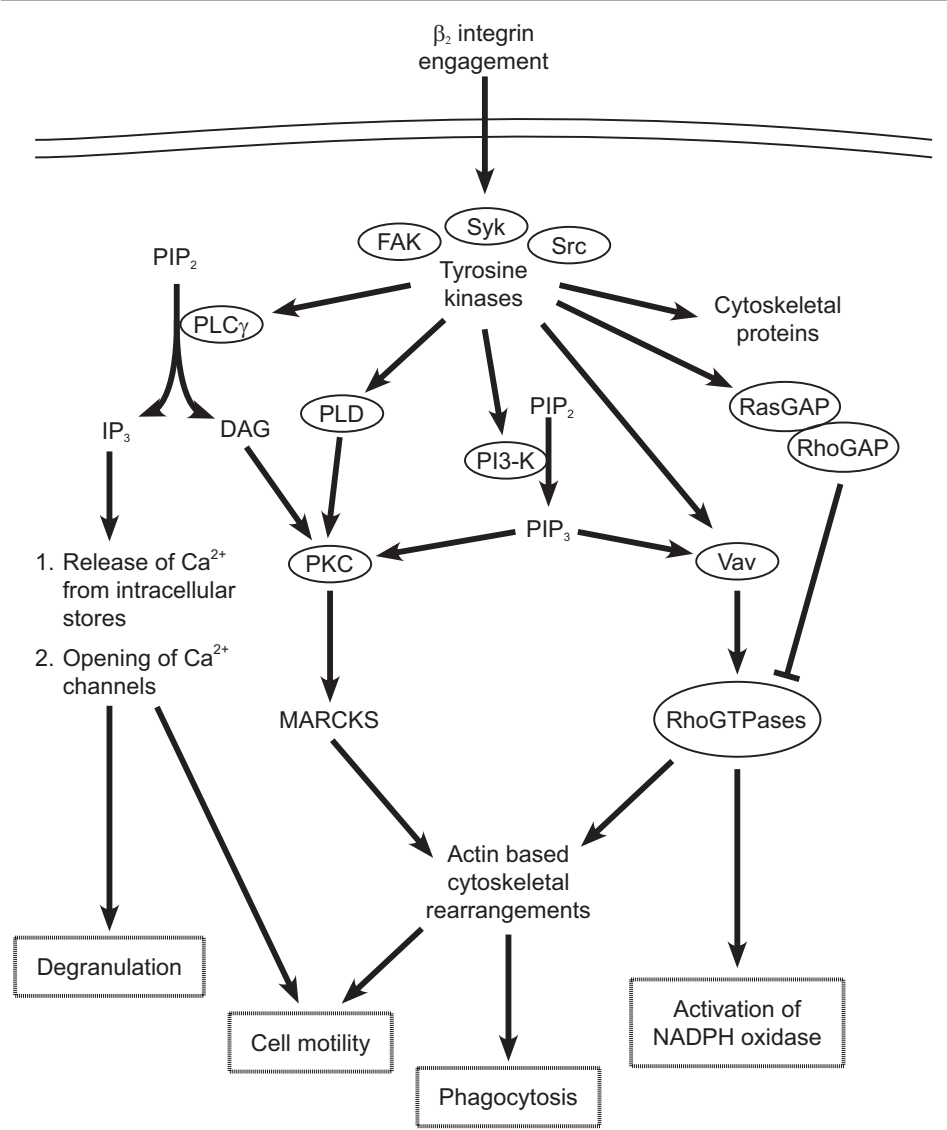 β₂ integrin
engagement
Syk
FAK
Src
Tyrosine
kinases
PIP₂
PLCγ
Cytoskeletal
proteins
PLD
PIP₂
RasGAP
IP₃
DAG
PI3-K
RhoGAP
PIP₃
1. Release of Ca²⁺
from intracellular
stores
PKC
Vav
2. Opening of Ca²⁺
channels
MARCKS
RhoGTPases
Actin based
cytoskeletal
rearrangements
Degranulation
Cell motility
Activation of
NADPH oxidase
Phagocytosis